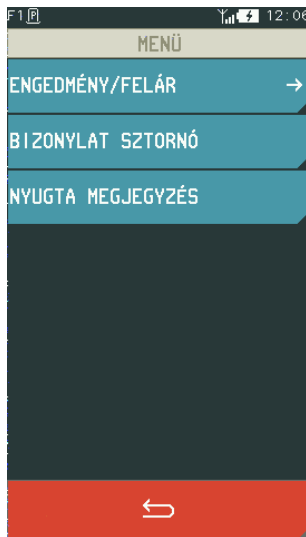 F1 P 12:06
MENÜ
ENGEDMÉNY/FELÁR →
BIZONYLAT SZTORNÓ
NYUGTA MEGJEGYZÉS